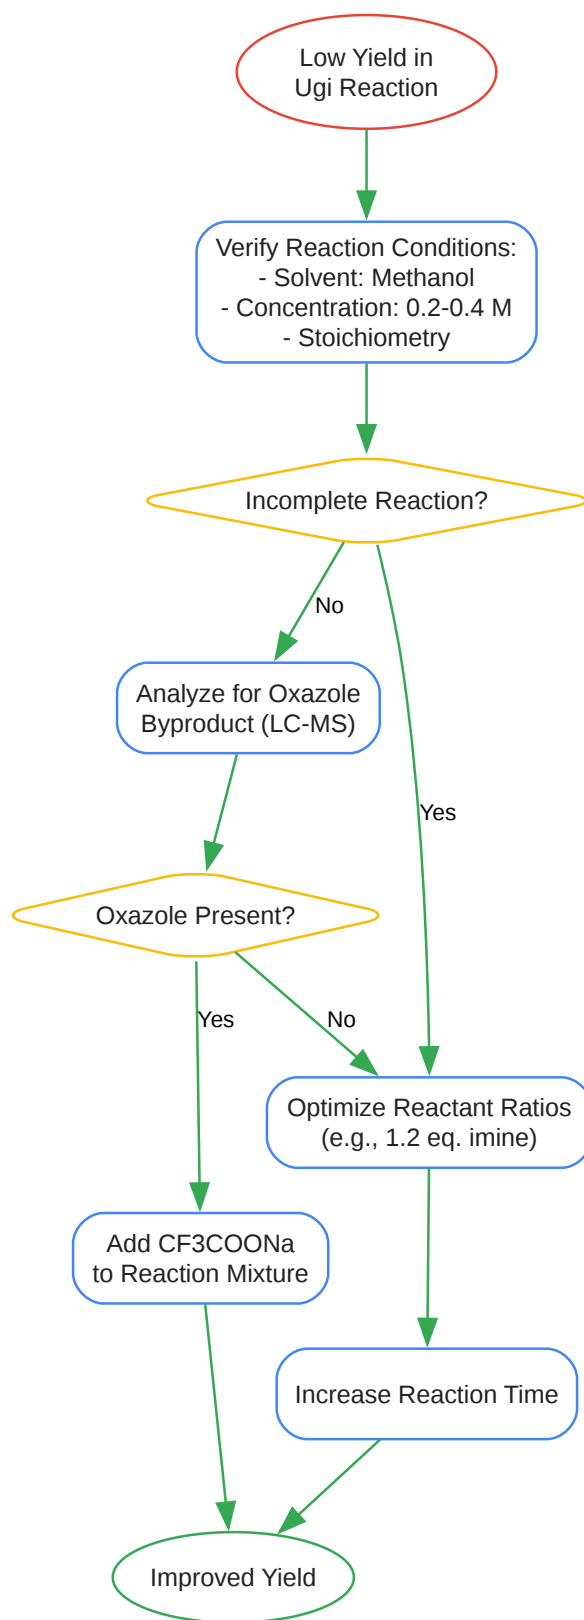 Low Yield in
Ugi Reaction
Verify Reaction Conditions:
- Solvent: Methanol
- Concentration: 0.2-0.4 M
- Stoichiometry
Incomplete Reaction?
No
Analyze for Oxazole
Byproduct (LC-MS)
Yes
Oxazole Present?
Yes
No
Optimize Reactant Ratios
(e.g., 1.2 eq. imine)
Add CF3COONa
to Reaction Mixture
Increase Reaction Time
Improved Yield